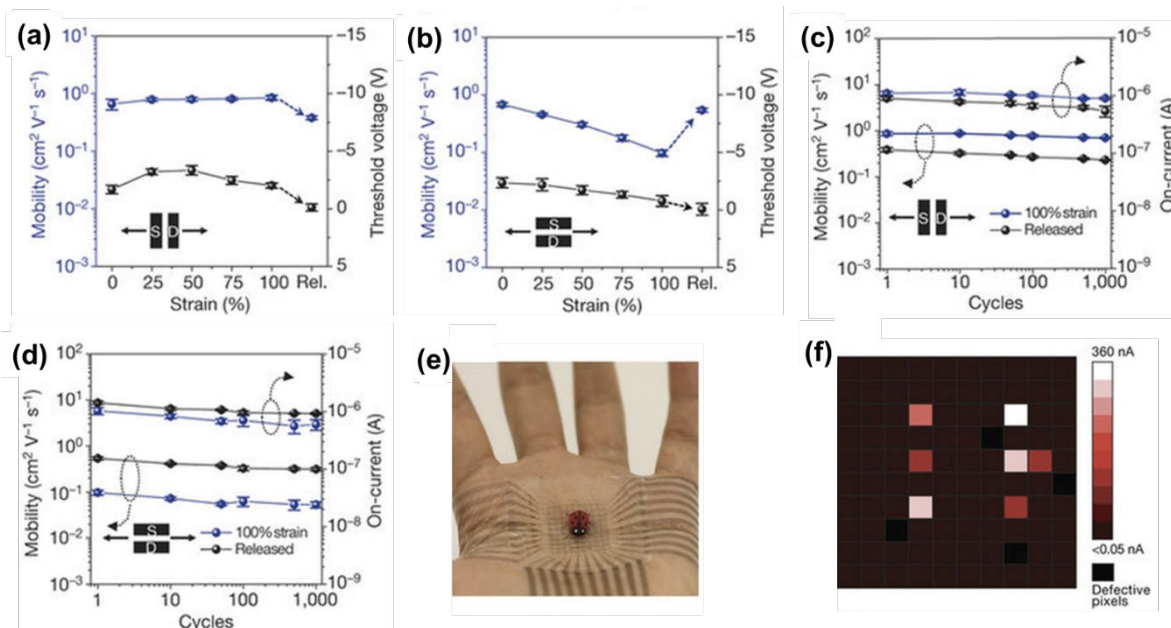 (a)
Mobility (cm² V⁻¹ s⁻¹)
10¹
10⁰
10⁻¹
10⁻²
10⁻³
−15
−10
−5
0
5
Threshold voltage (V)
S D
0 25 50 75 100 Rel.
Strain (%)
(b)
Mobility (cm² V⁻¹ s⁻¹)
10¹
10⁰
10⁻¹
10⁻²
10⁻³
−15
−10
−5
0
5
Threshold voltage (V)
S
D
0 25 50 75 100 Rel.
Strain (%)
(c)
Mobility (cm² V⁻¹ s⁻¹)
10²
10¹
10⁰
10⁻¹
10⁻²
10⁻³
10⁻⁵
10⁻⁶
10⁻⁷
10⁻⁸
10⁻⁹
On-current (A)
S D
100% strain
Released
1 10 100 1,000
Cycles
(d)
Mobility (cm² V⁻¹ s⁻¹)
10²
10¹
10⁰
10⁻¹
10⁻²
10⁻³
10⁻⁵
10⁻⁶
10⁻⁷
10⁻⁸
10⁻⁹
On-current (A)
S
D
100% strain
Released
1 10 100 1,000
Cycles
(e)
(f)
360 nA
<0.05 nA
Defective
pixels